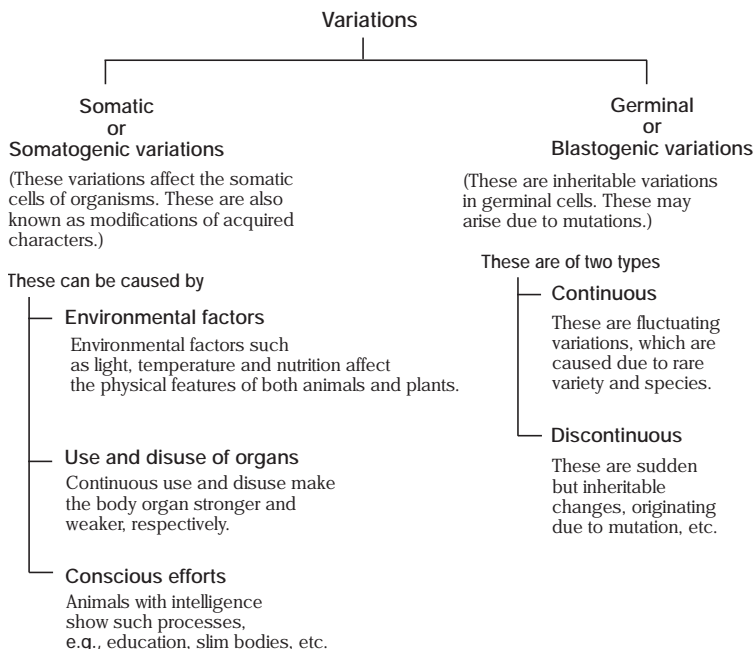 Variations
Somatic
or
Somatogenic variations
(These variations affect the somatic
cells of organisms. These are also
known as modifications of acquired
characters.)
These can be caused by
Environmental factors
Environmental factors such
as light, temperature and nutrition affect
the physical features of both animals and plants.
Use and disuse of organs
Continuous use and disuse make
the body organ stronger and
weaker, respectively.
Conscious efforts
Animals with intelligence
show such processes,
e.g., education, slim bodies, etc.
Germinal
or
Blastogenic variations
(These are inheritable variations
in germinal cells. These may
arise due to mutations.)
These are of two types
Continuous
These are fluctuating
variations, which are
caused due to rare
variety and species.
Discontinuous
These are sudden
but inheritable
changes, originating
due to mutation, etc.